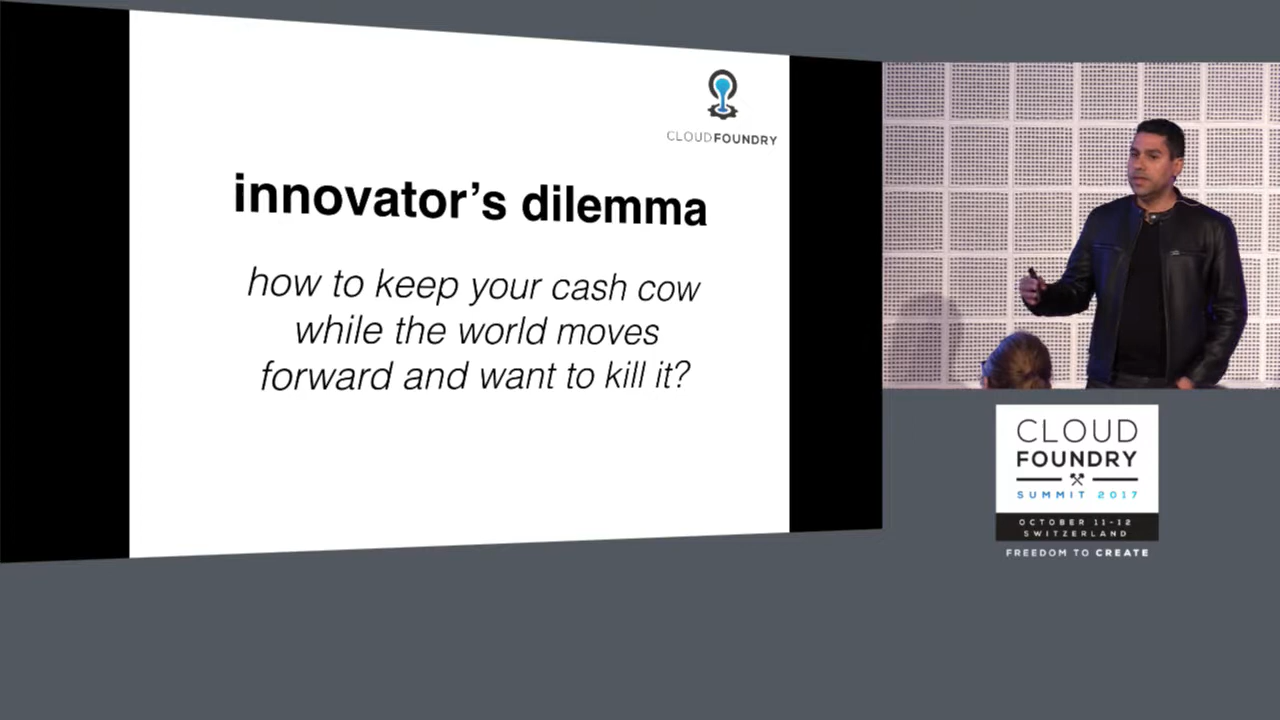 CLOUDFOUNDRY
innovator's dilemma
how to keep your cash cow
while the world moves
forward and want to kill it?
CLOUD
FOUNDRY
SUMMIT 2017
OCTOBER 11-12
SWITZERLAND
FREEDOM TO CREATE